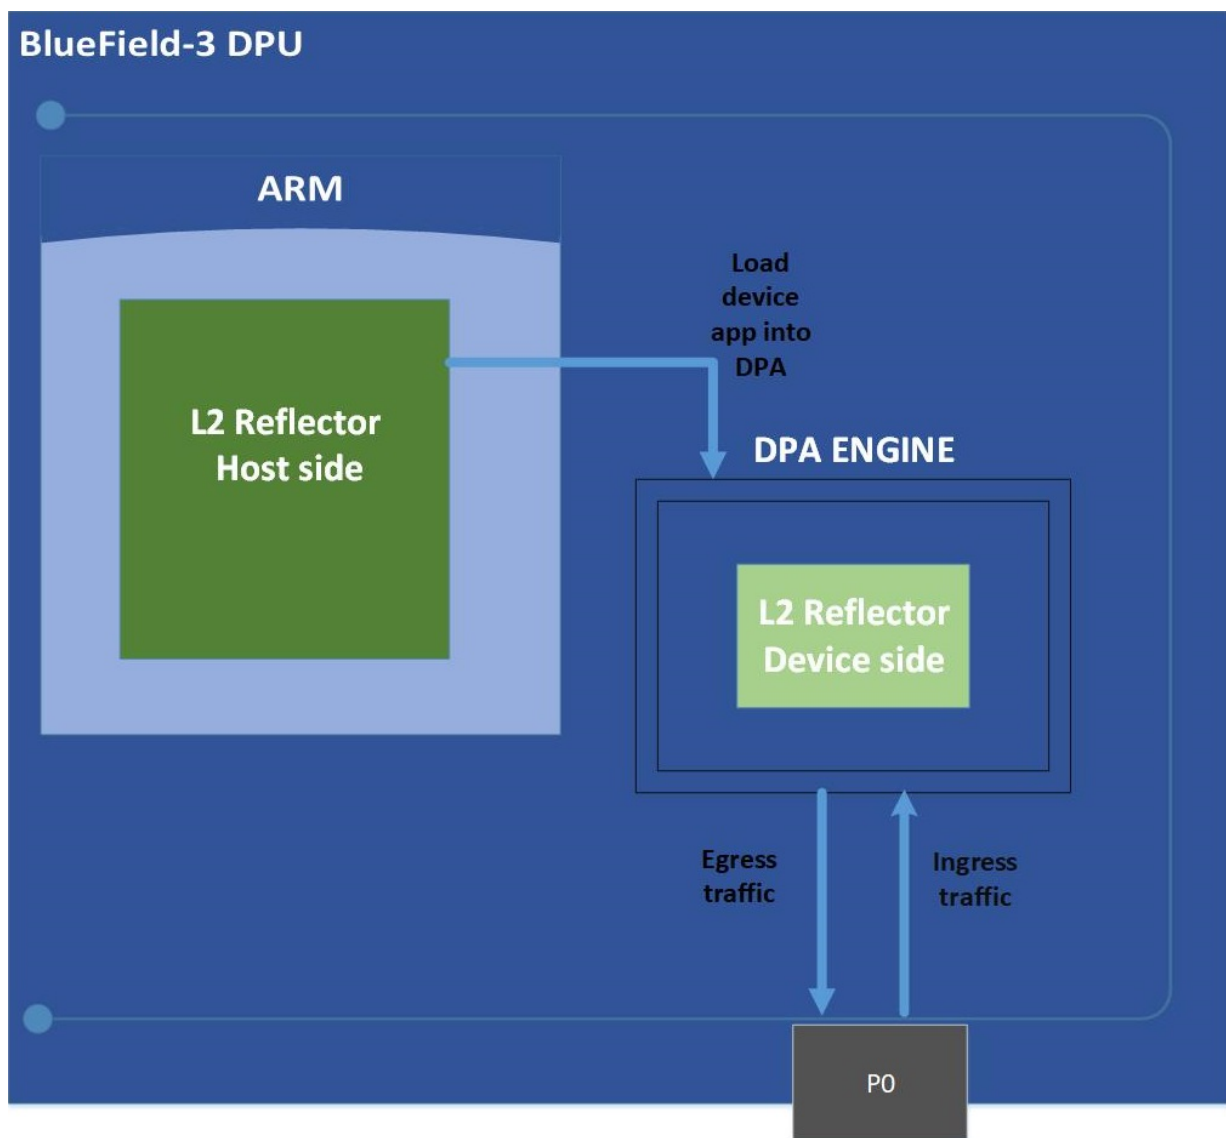 BlueField-3 DPU
ARM
Load
device
app into
DPA
L2 Reflector
Host side
DPA ENGINE
L2 Reflector
Device side
Egress
traffic
Ingress
traffic
P0